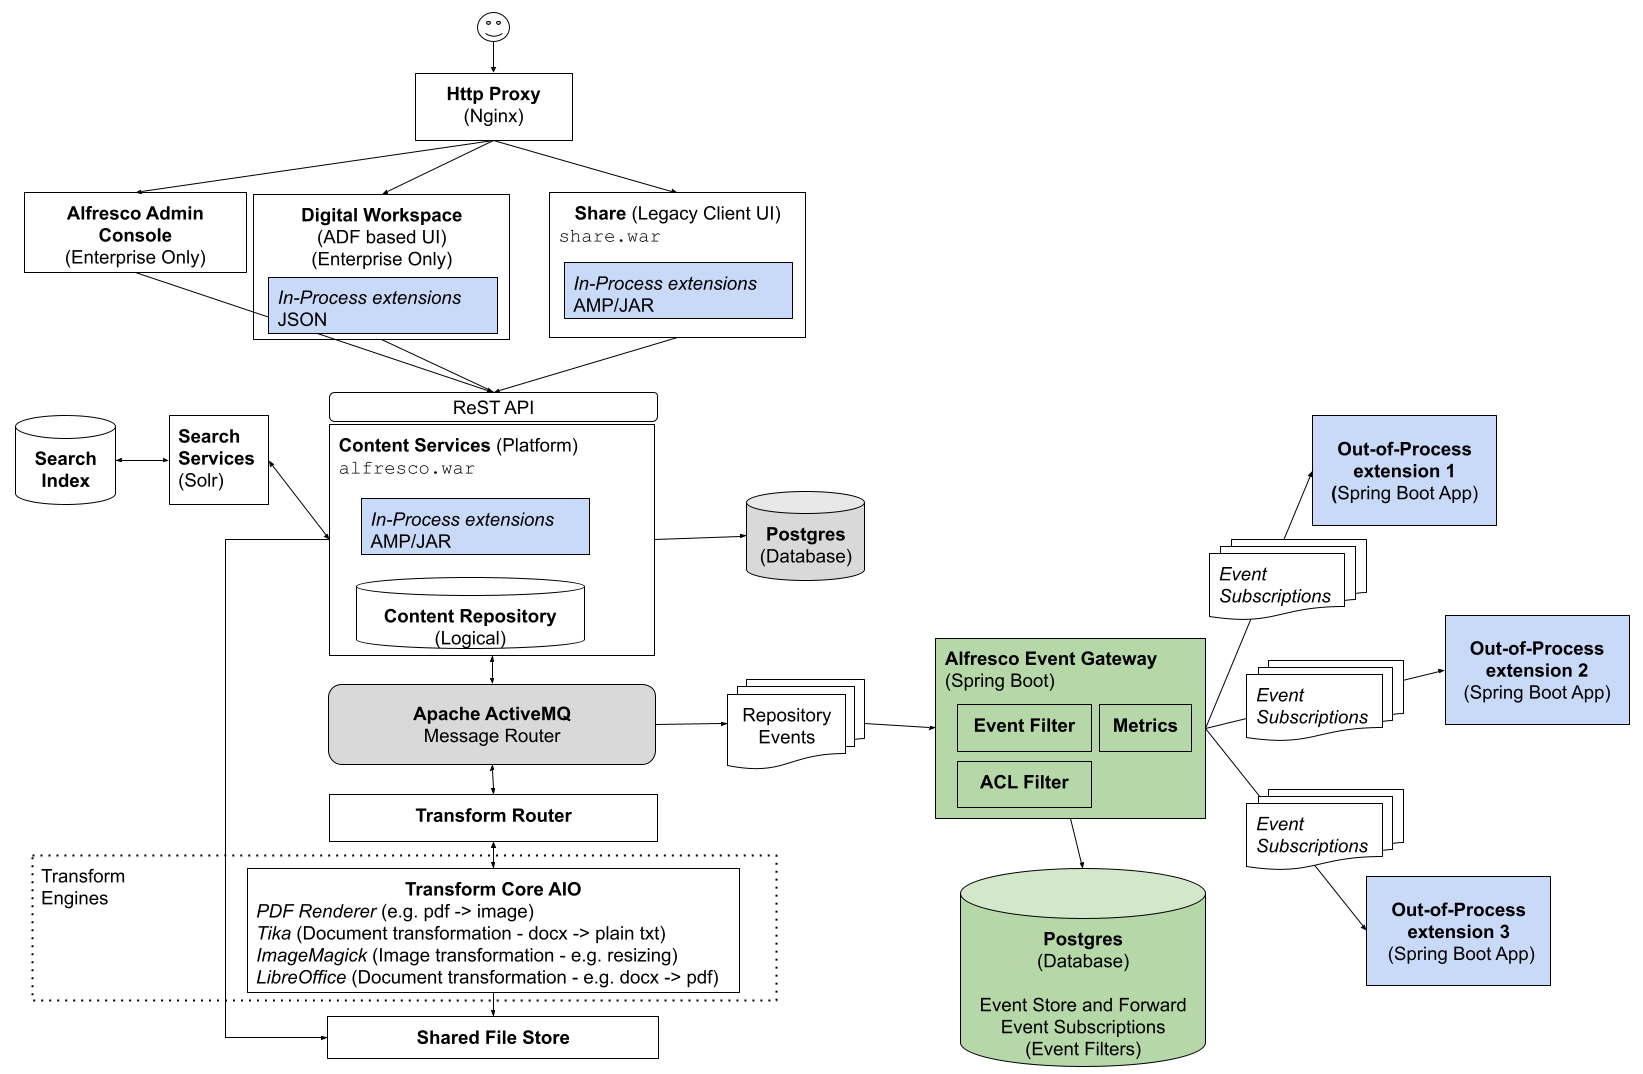 Http Proxy
(Nginx)
Alfresco Admin
Console
(Enterprise Only)
Digital Workspace
(ADF based UI)
(Enterprise Only)
In-Process extensions
JSON
Share (Legacy Client UI)
share.war
In-Process extensions
AMP/JAR
ReST API
Search
Index
Search
Services
(Solr)
Content Services (Platform)
alfresco.war
In-Process extensions
AMP/JAR
Content Repository
(Logical)
Postgres
(Database)
Apache ActiveMQ
Message Router
Repository
Events
Transform Router
Transform
Engines
Transform Core AIO
PDF Renderer (e.g. pdf -> image)
Tika (Document transformation - docx -> plain txt)
ImageMagick (Image transformation - e.g. resizing)
LibreOffice (Document transformation - e.g. docx -> pdf)
Shared File Store
Alfresco Event Gateway
(Spring Boot)
Event Filter
Metrics
ACL Filter
Postgres
(Database)
Event Store and Forward
Event Subscriptions
(Event Filters)
Event
Subscriptions
Out-of-Process
extension 1
(Spring Boot App)
Event
Subscriptions
Out-of-Process
extension 2
(Spring Boot App)
Event
Subscriptions
Out-of-Process
extension 3
(Spring Boot App)